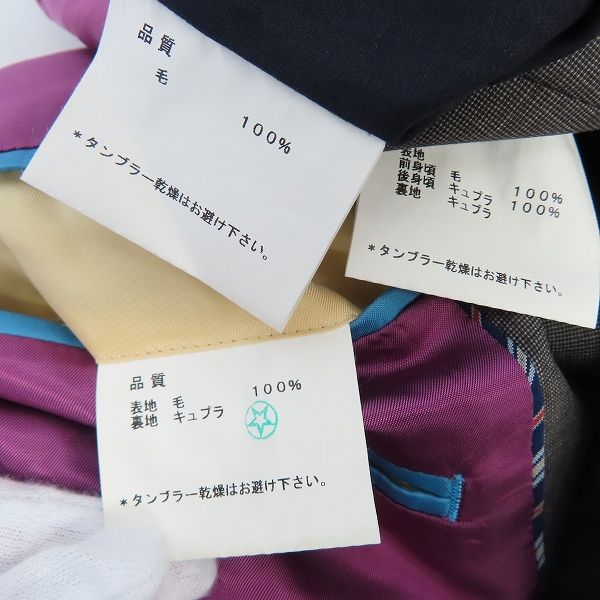 品質
毛
100%
*タンブラー乾燥はお避け下さい。
表地
前身頃 毛
後身頃 キュプラ 100%
裏地 キュプラ 100%
*タンブラー乾燥はお避け下さい。
品質
表地 毛 100%
裏地 キュプラ
*タンブラー乾燥はお避け下さい。